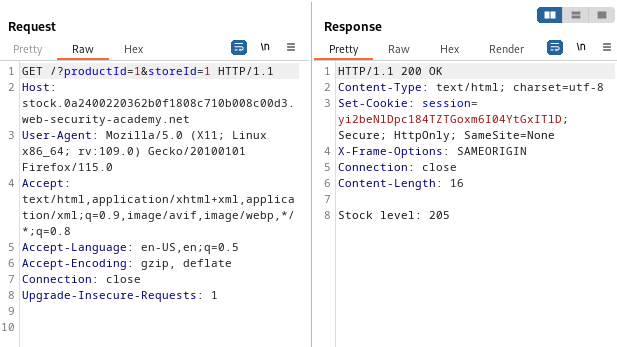 Request
Pretty Raw Hex \n
1 GET /?productId=1&storeId=1 HTTP/1.1
2 Host:
stock.0a2400220362b0f1808c710b008c00d3.
web-security-academy.net
3 User-Agent: Mozilla/5.0 (X11; Linux
x86_64; rv:109.0) Gecko/20100101
Firefox/115.0
4 Accept:
text/html,application/xhtml+xml,applica
tion/xml;q=0.9,image/avif,image/webp,*/
*;q=0.8
5 Accept-Language: en-US,en;q=0.5
6 Accept-Encoding: gzip, deflate
7 Connection: close
8 Upgrade-Insecure-Requests: 1
9
10
Response
Pretty Raw Hex Render \n
1 HTTP/1.1 200 OK
2 Content-Type: text/html; charset=utf-8
3 Set-Cookie: session=
yi2beNlDpc184TZTGoxm6I04YtGxIT1D;
Secure; HttpOnly; SameSite=None
4 X-Frame-Options: SAMEORIGIN
5 Connection: close
6 Content-Length: 16
7
8 Stock level: 205